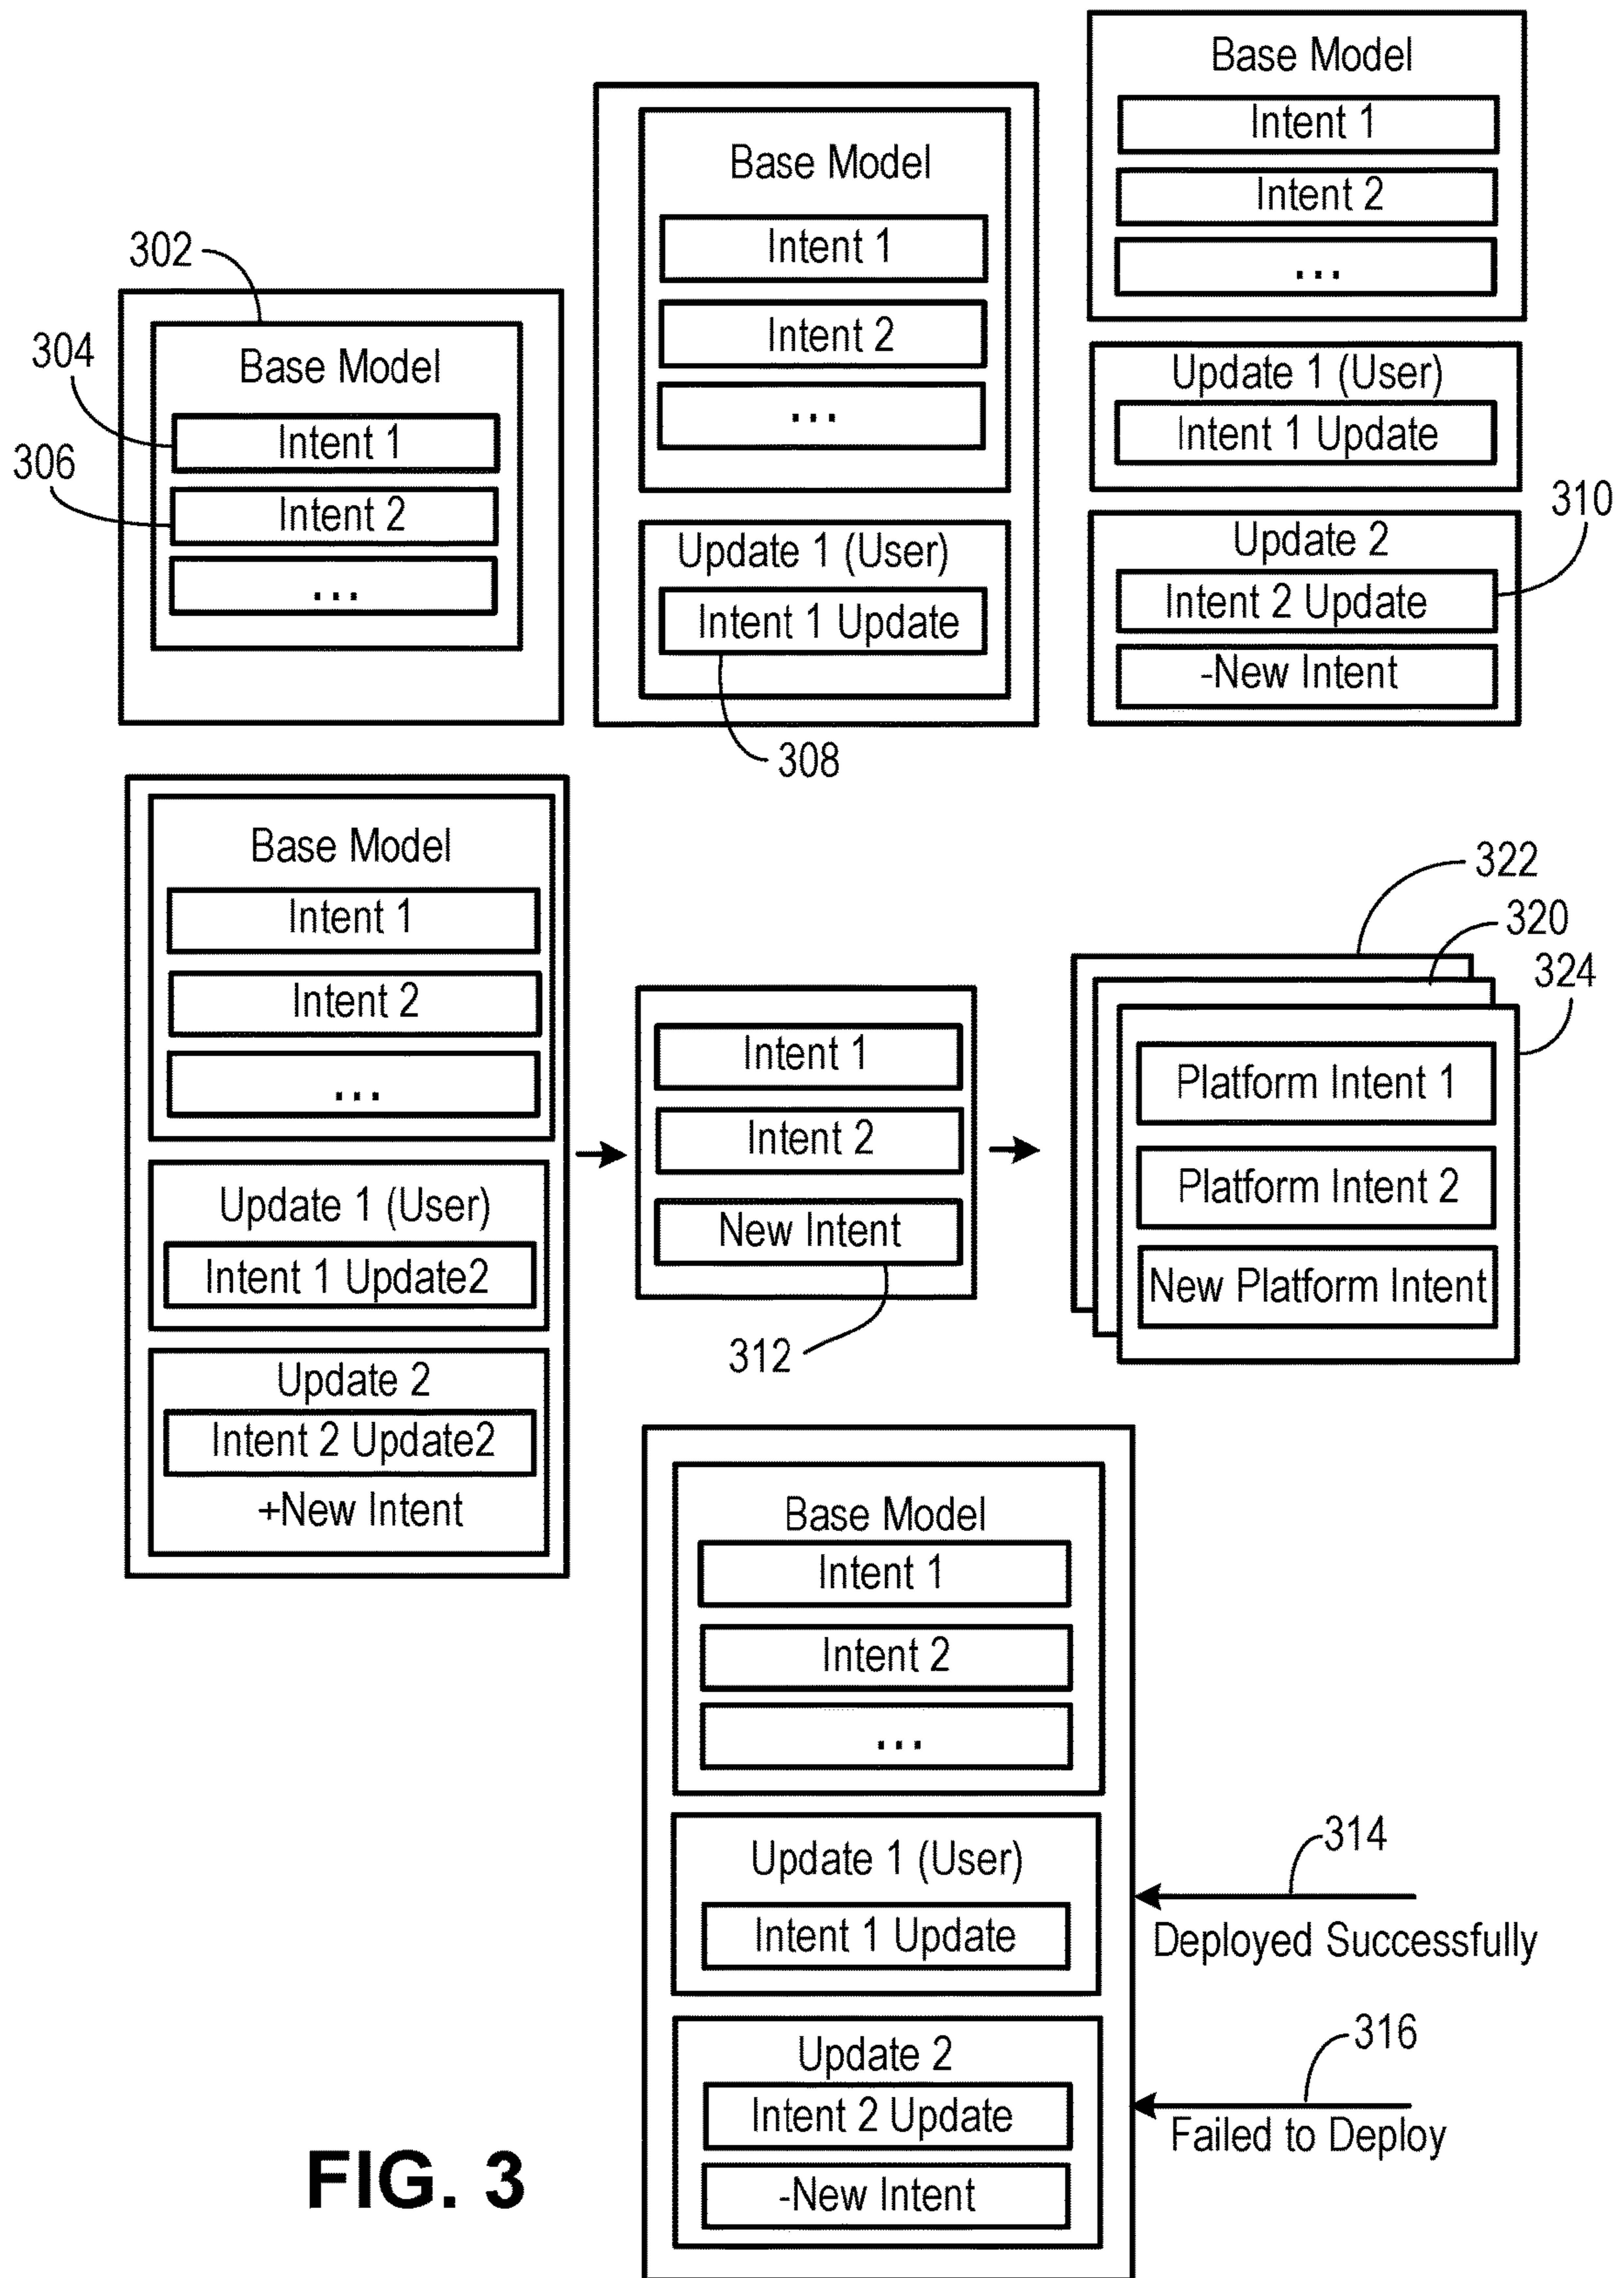 302
304
306
Base Model
Intent 1
Intent 2
...
Base Model
Intent 1
Intent 2
...
Update 1 (User)
Intent 1 Update
308
Base Model
Intent 1
Intent 2
...
Update 1 (User)
Intent 1 Update
Update 2
Intent 2 Update
-New Intent
310
Base Model
Intent 1
Intent 2
...
Update 1 (User)
Intent 1 Update2
Update 2
Intent 2 Update2
+New Intent
Intent 1
Intent 2
New Intent
312
322
320
324
Platform Intent 1
Platform Intent 2
New Platform Intent
Base Model
Intent 1
Intent 2
...
Update 1 (User)
Intent 1 Update
Update 2
Intent 2 Update
-New Intent
314
Deployed Successfully
316
Failed to Deploy
FIG. 3